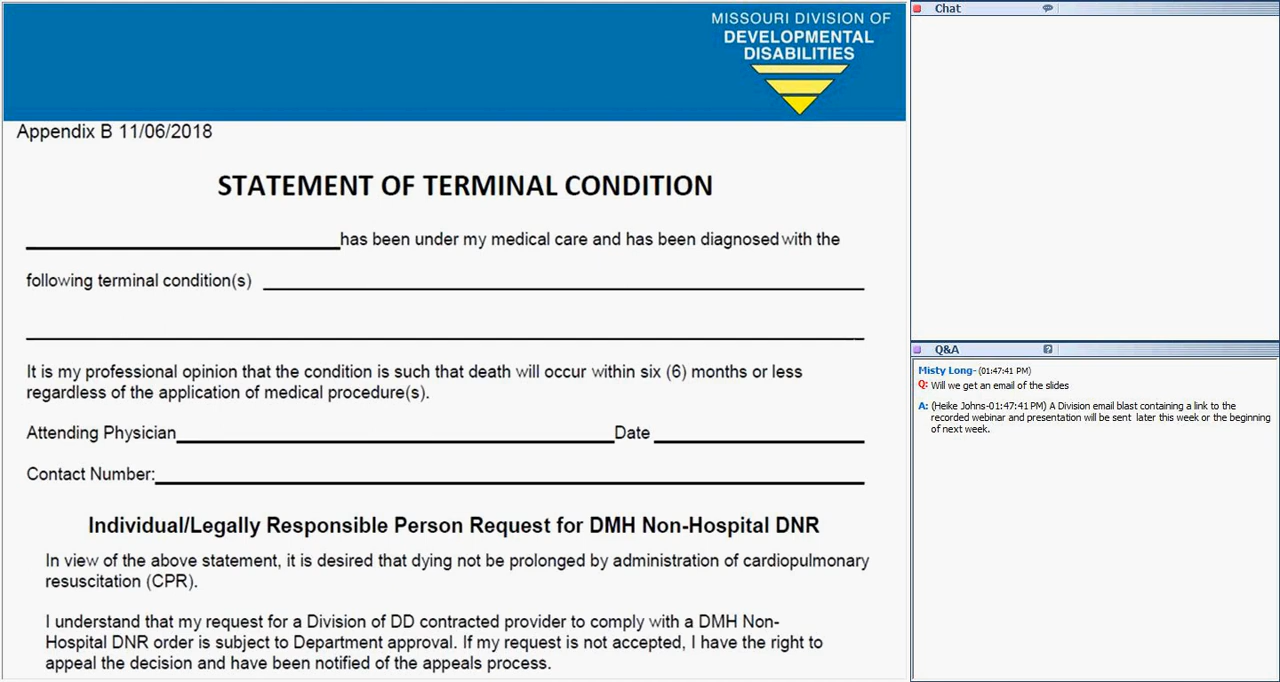 MISSOURI DIVISION OF
DEVELOPMENTAL
DISABILITIES
Appendix B 11/06/2018
STATEMENT OF TERMINAL CONDITION
has been under my medical care and has been diagnosed with the
following terminal condition(s)
It is my professional opinion that the condition is such that death will occur within six (6) months or less
regardless of the application of medical procedure(s).
Attending Physician Date
Contact Number:
Individual/Legally Responsible Person Request for DMH Non-Hospital DNR
In view of the above statement, it is desired that dying not be prolonged by administration of cardiopulmonary
resuscitation (CPR).
I understand that my request for a Division of DD contracted provider to comply with a DMH Non-
Hospital DNR order is subject to Department approval. If my request is not accepted, I have the right to
appeal the decision and have been notified of the appeals process.
Chat
Q&A
Misty Long- (01:47:41 PM)
Q: Will we get an email of the slides
A: (Heike Johns-01:47:41 PM) A Division email blast containing a link to the
recorded webinar and presentation will be sent later this week or the beginning
of next week.